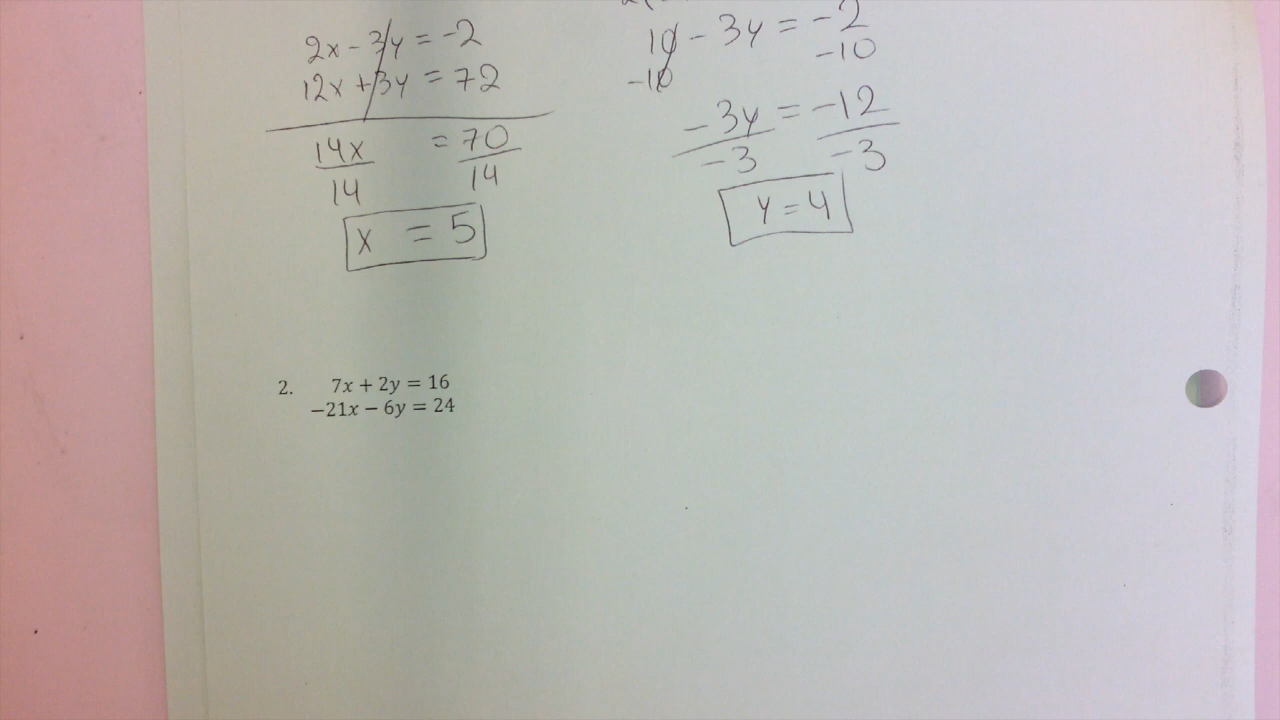 2x - 3y = -2
12x + 3y = 72
14x = 70
14 14
x = 5
10 - 3y = -2
-10 -10
-3y = -12
-3 -3
y = 4
2. 7x + 2y = 16
−21x − 6y = 24